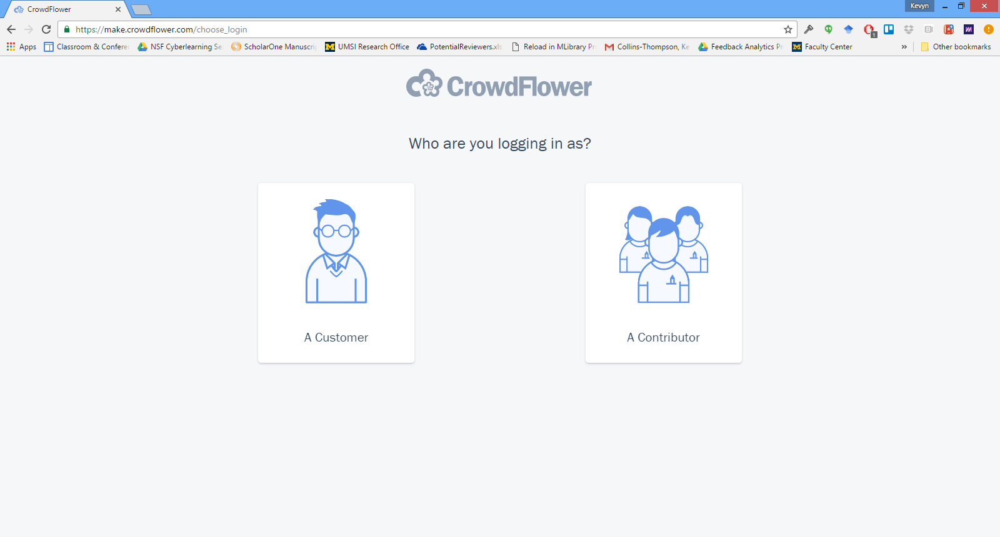 CrowdFlower
Kevyn
https://make.crowdflower.com/choose_login
1
Apps
Classroom & Confere
NSF Cyberlearning Se
ScholarOne Manuscri
UMSI Research Office
PotentialReviewers.xls
Reload in MLibrary Pr
Collins-Thompson, Ke
Feedback Analytics Pr
Faculty Center
»
Other bookmarks
CrowdFlower
Who are you logging in as?
A Customer
A Contributor